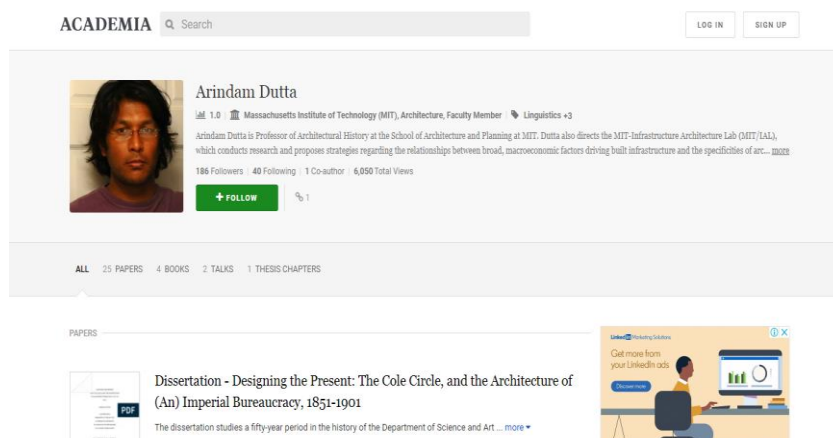 ACADEMIA Search LOG IN SIGN UP
Arindam Dutta
1.0 Massachusetts Institute of Technology (MIT), Architecture, Faculty Member Linguistics +3
Arindam Dutta is Professor of Architectural History at the School of Architecture and Planning at MIT. Dutta also directs the MIT-Infrastructure Architecture Lab (MIT/IAL),
which conducts research and proposes strategies regarding the relationships between broad, macroeconomic factors driving built infrastructure and the specificities of arc... more
186 Followers | 40 Following | 1 Co-author | 6,050 Total Views
+ FOLLOW 1
ALL 25 PAPERS 4 BOOKS 2 TALKS 1 THESIS CHAPTERS
PAPERS
Dissertation - Designing the Present: The Cole Circle, and the Architecture of
(An) Imperial Bureaucracy, 1851-1901
PDF
The dissertation studies a fifty-year period in the history of the Department of Science and Art ... more
LinkedIn Marketing Solutions
Get more from
your LinkedIn ads
Discover more